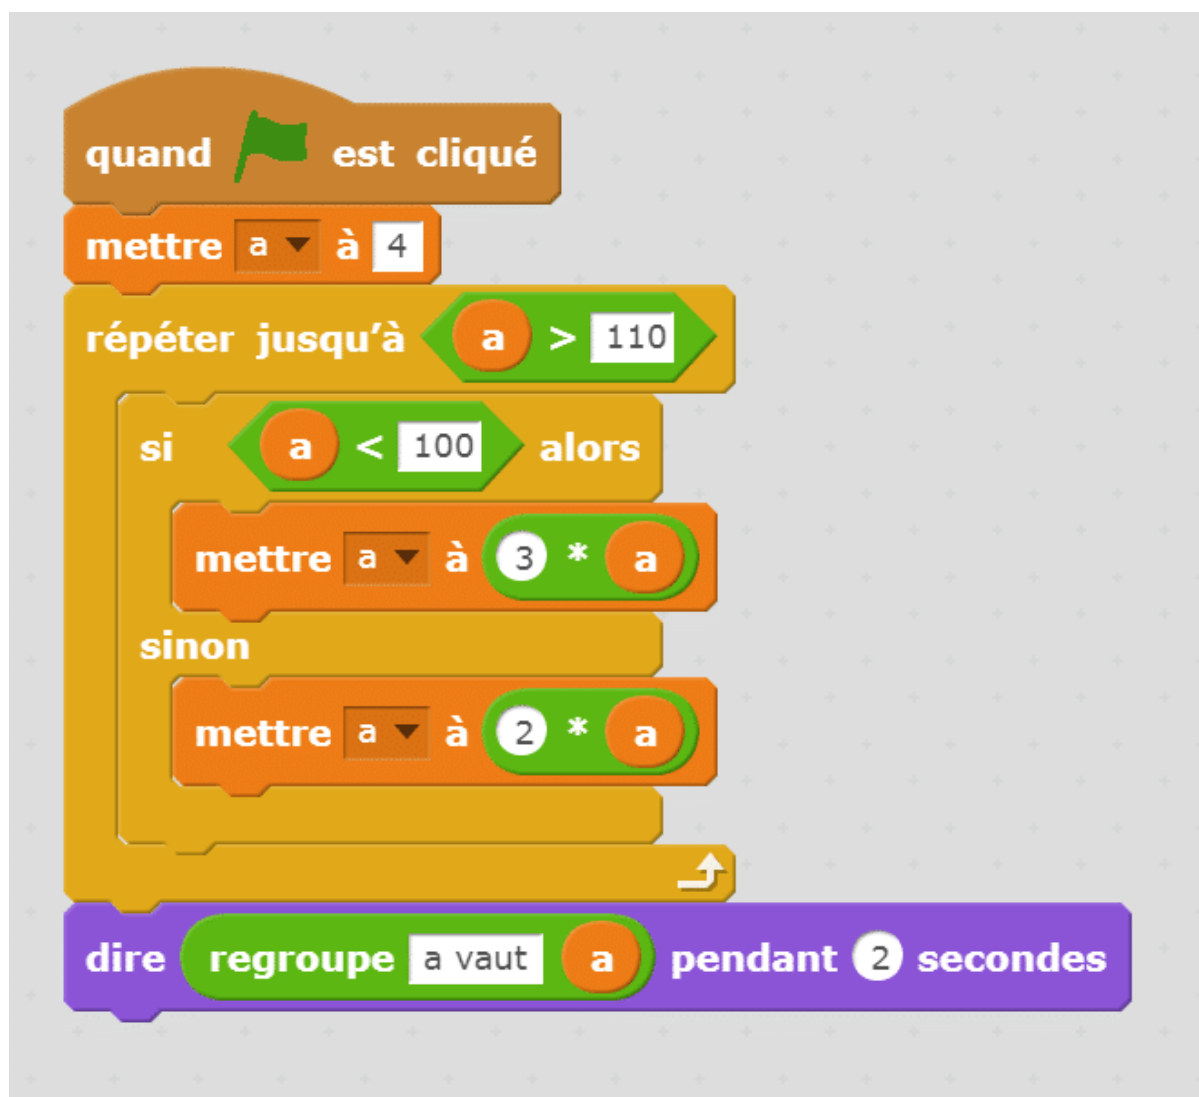 quand est cliqué
mettre a à 4
répéter jusqu’à a > 110
si a < 100 alors
mettre a à 3 * a
sinon
mettre a à 2 * a
dire regroupe a vaut a pendant 2 secondes